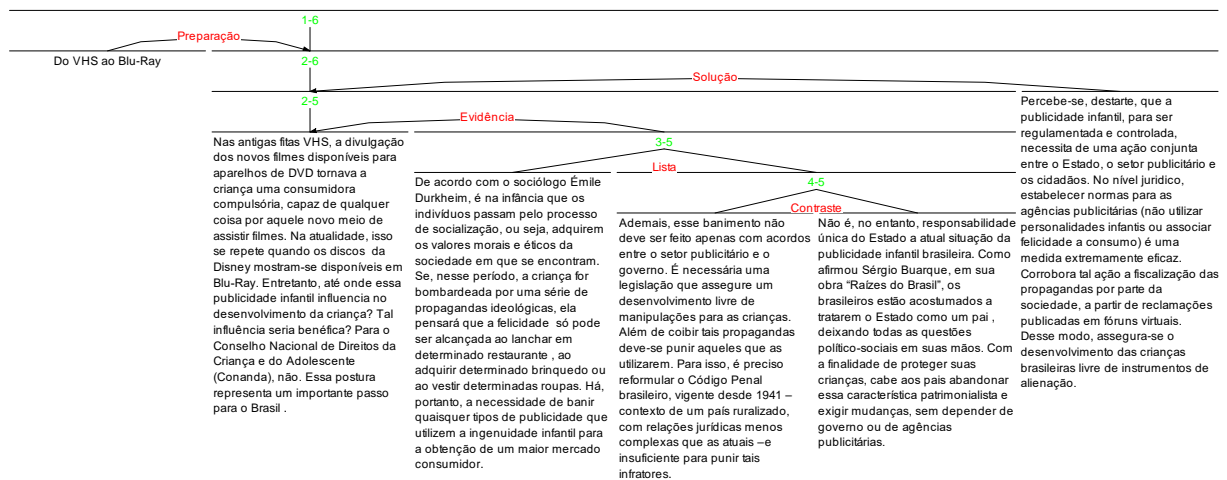 1-6
Preparação
Do VHS ao Blu-Ray
2-6
Solução
2-5
Evidência
Nas antigas fitas VHS, a divulgação
dos novos filmes disponíveis para
aparelhos de DVD tornava a
criança uma consumidora
compulsória, capaz de qualquer
coisa por aquele novo meio de
assistir filmes. Na atualidade, isso
se repete quando os discos da
Disney mostram-se disponíveis em
Blu-Ray. Entretanto, até onde essa
publicidade infantil influencia no
desenvolvimento da criança? Tal
influência seria benéfica? Para o
Conselho Nacional de Direitos da
Criança e do Adolescente
(Conanda), não. Essa postura
representa um importante passo
para o Brasil .
3-5
Lista
De acordo com o sociólogo Émile
Durkheim, é na infância que os
indivíduos passam pelo processo
de socialização, ou seja, adquirem
os valores morais e éticos da
sociedade em que se encontram.
Se, nesse período, a criança for
bombardeada por uma série de
propagandas ideológicas, ela
pensará que a felicidade só pode
ser alcançada ao lanchar em
determinado restaurante , ao
adquirir determinado brinquedo ou
ao vestir determinadas roupas. Há,
portanto, a necessidade de banir
quaisquer tipos de publicidade que
utilizem a ingenuidade infantil para
a obtenção de um maior mercado
consumidor.
4-5
Contraste
Ademais, esse banimento não
deve ser feito apenas com acordos
entre o setor publicitário e o
governo. É necessária uma
legislação que assegure um
desenvolvimento livre de
manipulações para as crianças.
Além de coibir tais propagandas
deve-se punir aqueles que as
utilizarem. Para isso, é preciso
reformular o Código Penal
brasileiro, vigente desde 1941 –
contexto de um país ruralizado,
com relações jurídicas menos
complexas que as atuais –e
insuficiente para punir tais
infratores.
Não é, no entanto, responsabilidade
única do Estado a atual situação da
publicidade infantil brasileira. Como
afirmou Sérgio Buarque, em sua
obra “Raízes do Brasil”, os
brasileiros estão acostumados a
tratarem o Estado como um pai ,
deixando todas as questões
político-sociais em suas mãos. Com
a finalidade de proteger suas
crianças, cabe aos pais abandonar
essa característica patrimonialista e
exigir mudanças, sem depender de
governo ou de agências
publicitárias.
Percebe-se, destarte, que a
publicidade infantil, para ser
regulamentada e controlada,
necessita de uma ação conjunta
entre o Estado, o setor publicitário e
os cidadãos. No nível juridico,
estabelecer normas para as
agências publicitárias (não utilizar
personalidades infantis ou associar
felicidade a consumo) é uma
medida extremamente eficaz.
Corrobora tal ação a fiscalização das
propagandas por parte da
sociedade, a partir de reclamações
publicadas em fóruns virtuais.
Desse modo, assegura-se o
desenvolvimento das crianças
brasileiras livre de instrumentos de
alienação.